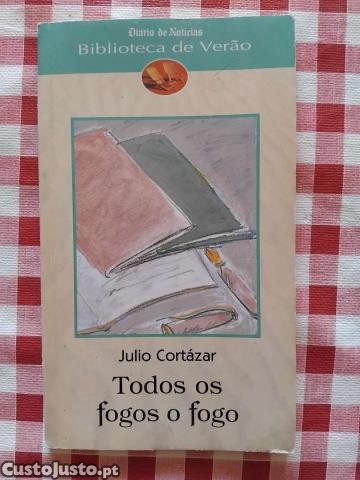 Diário de Notícias
Biblioteca de Verão
Julio Cortázar
Todos os
fogos o fogo
CustoJusto.pt